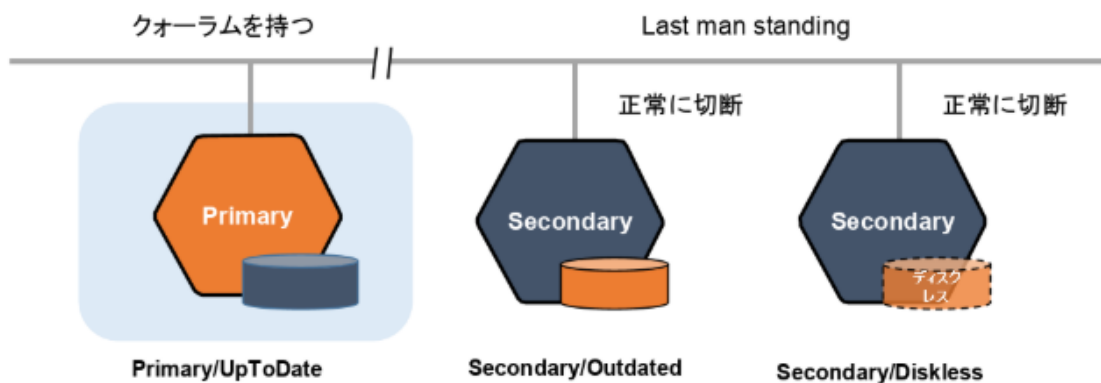 クォーラムを持つ
Last man standing
正常に切断
正常に切断
Primary
Secondary
Secondary
ディスク
レス
Primary/UpToDate
Secondary/Outdated
Secondary/Diskless